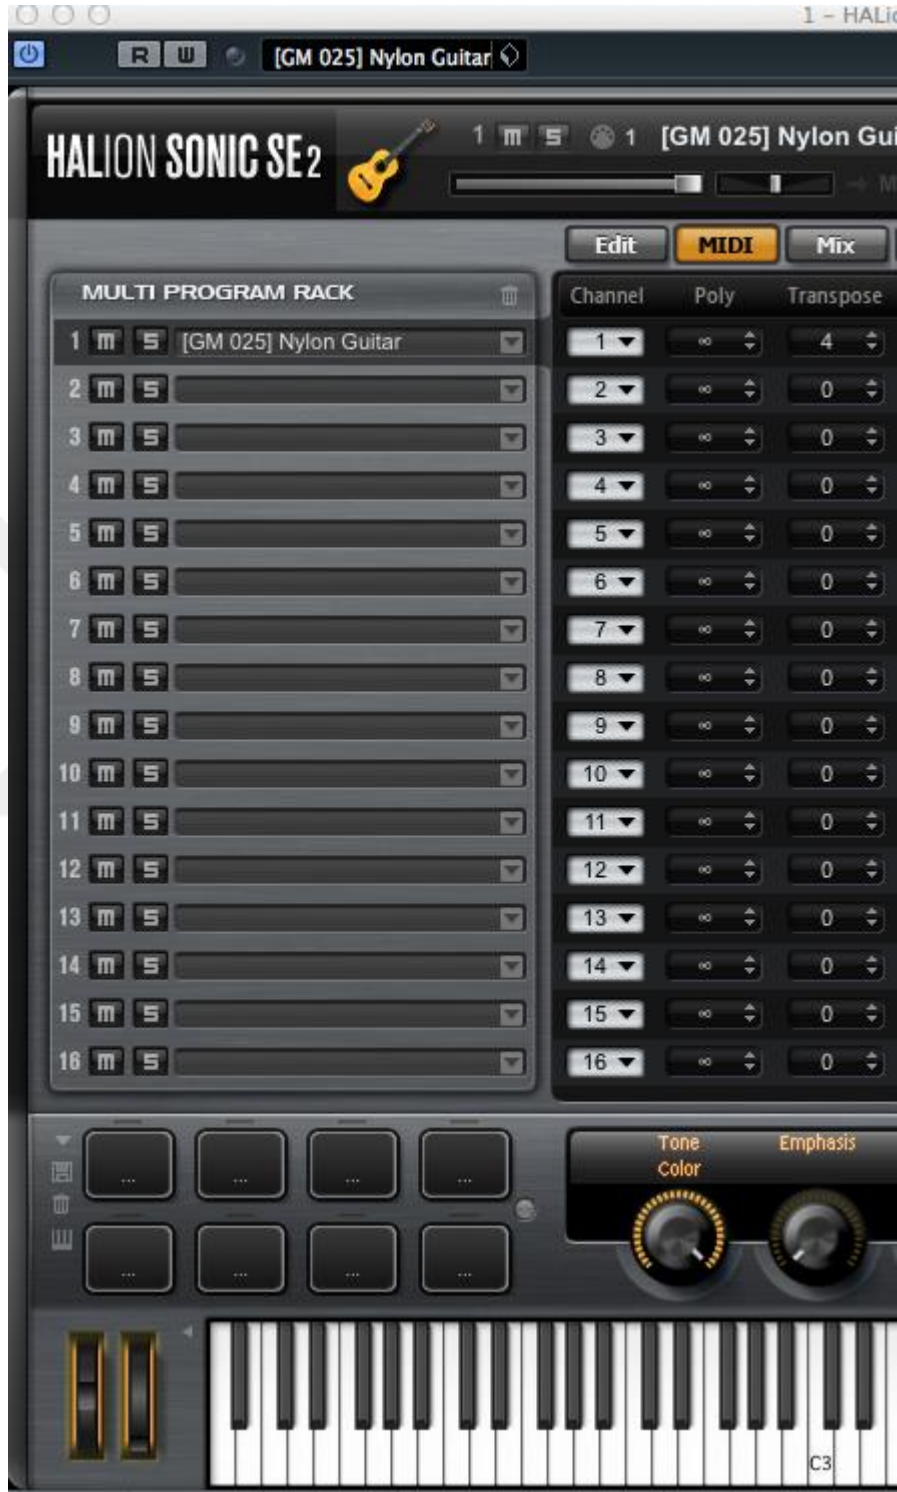 1 - HALi
R W [GM 025] Nylon Guitar
HALION SONIC SE 2
1 m S 1 [GM 025] Nylon Gui
M
Edit MIDI Mix
MULTI PROGRAM RACK Channel Poly Transpose
1 m S [GM 025] Nylon Guitar 1 ∞ 4
2 m S 2 ∞ 0
3 m S 3 ∞ 0
4 m S 4 ∞ 0
5 m S 5 ∞ 0
6 m S 6 ∞ 0
7 m S 7 ∞ 0
8 m S 8 ∞ 0
9 m S 9 ∞ 0
10 m S 10 ∞ 0
11 m S 11 ∞ 0
12 m S 12 ∞ 0
13 m S 13 ∞ 0
14 m S 14 ∞ 0
15 m S 15 ∞ 0
16 m S 16 ∞ 0
Tone Emphasis
Color
... ... ... ...
... ... ... ...
C3